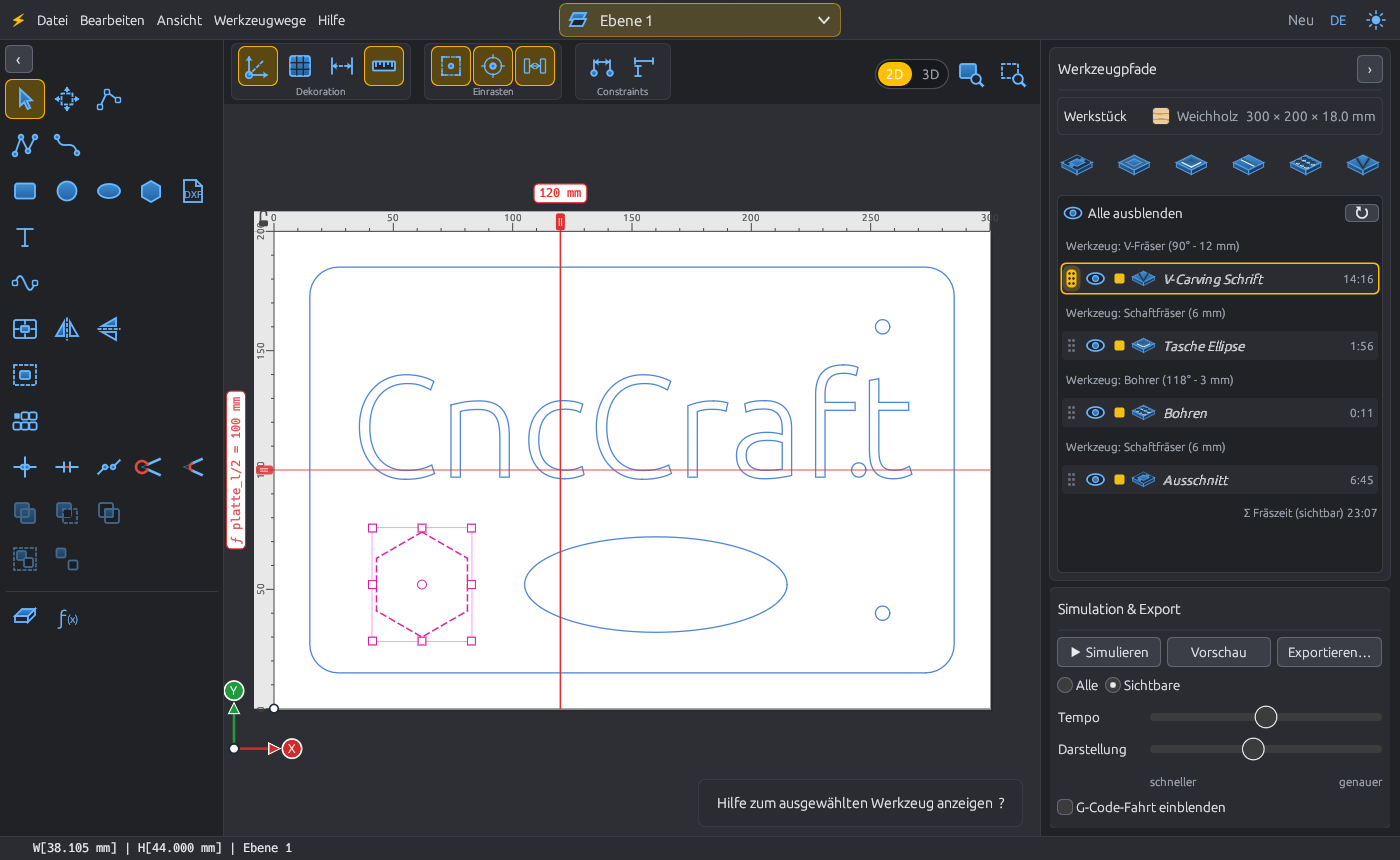 Datei Bearbeiten Ansicht Werkzeugwege Hilfe
Ebene 1
Neu DE
‹
DXF
T
f(x)
Dekoration
Einrasten
Constraints
2D 3D
120 mm
0 50 100 150 200 250 300
200
150
100
50
0
ƒ platte_l/2 = 100 mm
CncCraf.t
Y
X
Hilfe zum ausgewählten Werkzeug anzeigen ?
Werkzeugpfade
›
Werkstück Weichholz 300 × 200 × 18.0 mm
Alle ausblenden
Werkzeug: V-Fräser (90° - 12 mm)
V-Carving Schrift 14:16
Werkzeug: Schaftfräser (6 mm)
Tasche Ellipse 1:56
Werkzeug: Bohrer (118° - 3 mm)
Bohren 0:11
Werkzeug: Schaftfräser (6 mm)
Ausschnitt 6:45
Σ Fräszeit (sichtbar) 23:07
Simulation & Export
Simulieren Vorschau Exportieren...
Alle Sichtbare
Tempo
Darstellung
schneller genauer
G-Code-Fahrt einblenden
W[38.105 mm] | H[44.000 mm] | Ebene 1